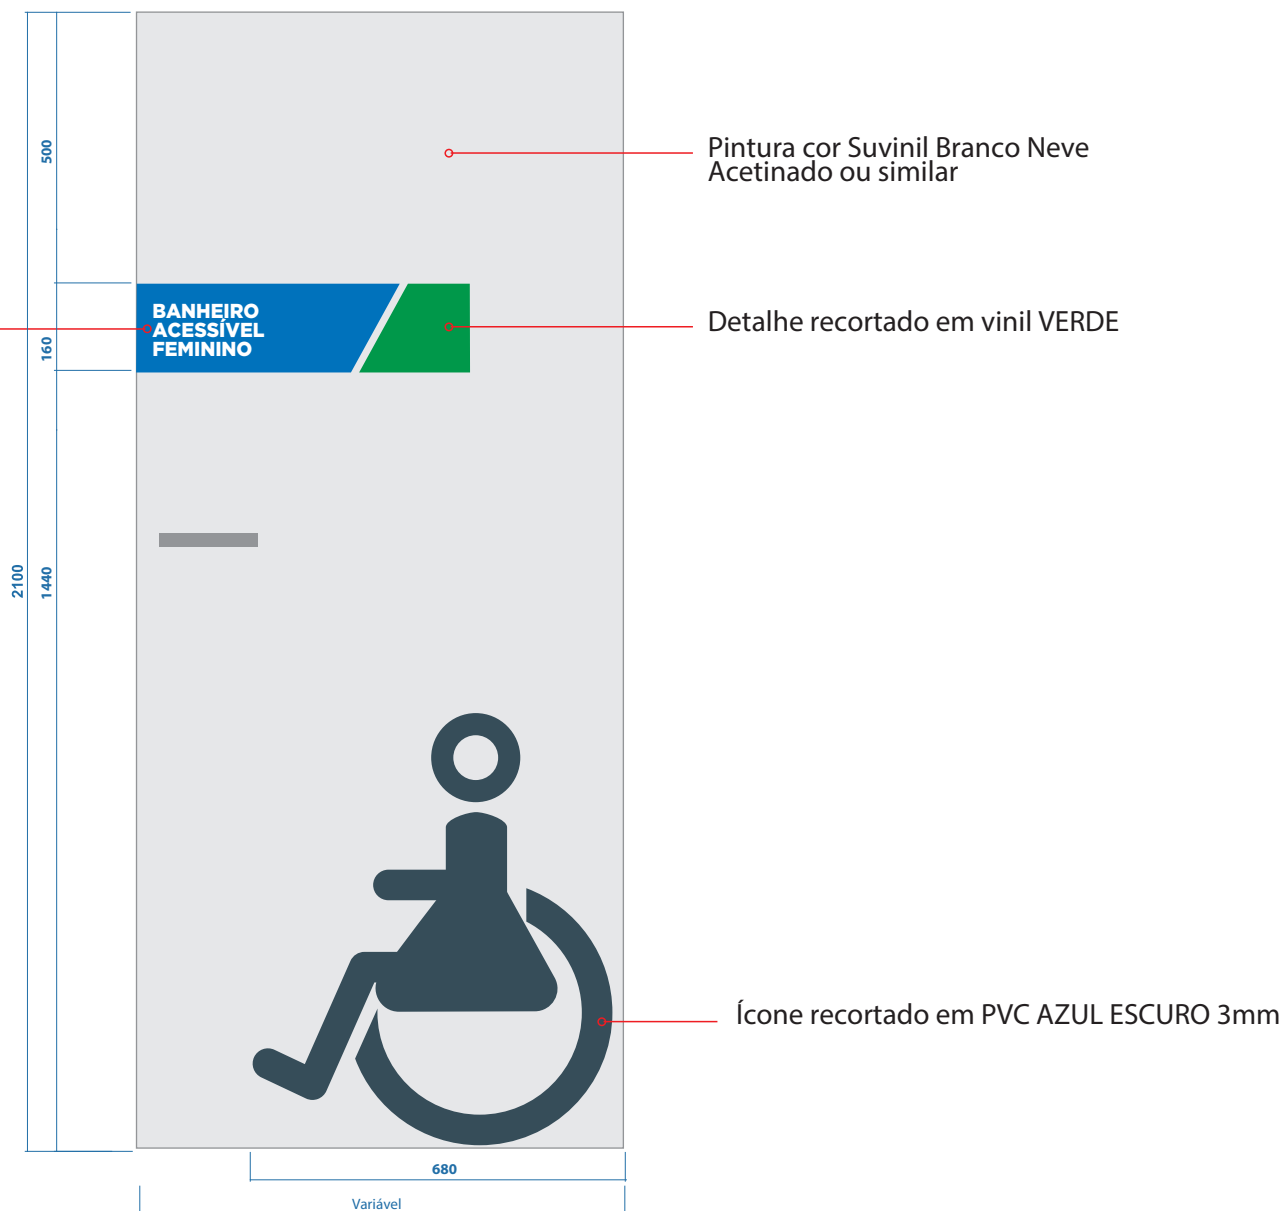 500
Pintura cor Suvinil Branco Neve
Acetinado ou similar
BANHEIRO
ACESSÍVEL
FEMININO
160
Detalhe recortado em vinil VERDE
2100
1440
Ícone recortado em PVC AZUL ESCURO 3mm
680
Variável